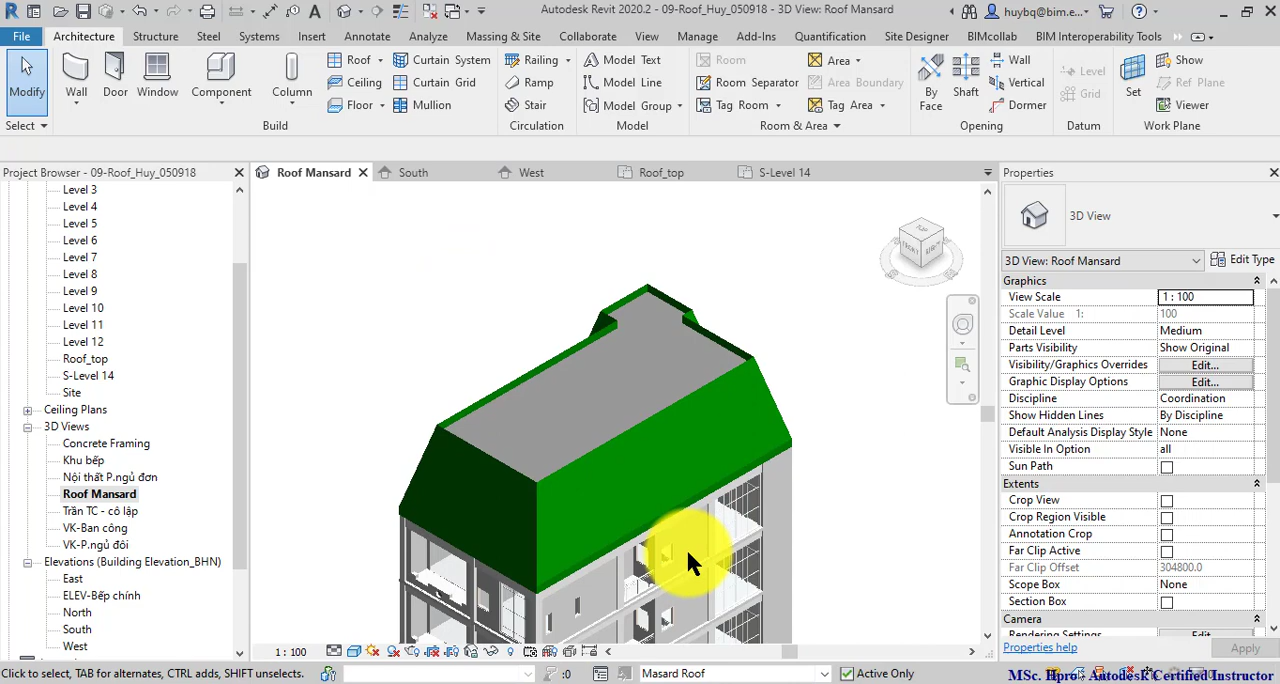 Autodesk Revit 2020.2 - 09-Roof_Huy_050918 - 3D View: Roof Mansard
huybq@bim.e...
File Architecture Structure Steel Systems Insert Annotate Analyze Massing & Site Collaborate View Manage Add-Ins Quantification Site Designer BIMcollab BIM Interoperability Tools
Modify Wall Door Window Component Column
Roof Curtain System Railing Model Text Room Area Wall Level Show
Ceiling Curtain Grid Ramp Model Line Room Separator Area Boundary Vertical Grid Ref Plane
Floor Mullion Stair Model Group Tag Room Tag Area Dormer Viewer
By Face Shaft Set
Select Build Circulation Model Room & Area Opening Datum Work Plane
Project Browser - 09-Roof_Huy_050918
Roof Mansard South West Roof_top S-Level 14
Level 3
Level 4
Level 5
Level 6
Level 7
Level 8
Level 9
Level 10
Level 11
Level 12
Roof_top
S-Level 14
Site
Ceiling Plans
3D Views
Concrete Framing
Khu bếp
Nội thất P.ngủ đơn
Roof Mansard
Trần TC - cô lập
VK-Ban công
VK-P.ngủ đôi
Elevations (Building Elevation_BHN)
East
ELEV-Bếp chính
North
South
West
TOP
FRONT
1 : 100
Properties
3D View
3D View: Roof Mansard Edit Type
Graphics
View Scale 1 : 100
Scale Value 1: 100
Detail Level Medium
Parts Visibility Show Original
Visibility/Graphics Overrides Edit...
Graphic Display Options Edit...
Discipline Coordination
Show Hidden Lines By Discipline
Default Analysis Display Style None
Visible In Option all
Sun Path
Extents
Crop View
Crop Region Visible
Annotation Crop
Far Clip Active
Far Clip Offset 304800.0
Scope Box None
Section Box
Camera
Rendering Settings Edit...
Properties help Apply
Click to select, TAB for alternates, CTRL adds, SHIFT unselects.
:0
Masard Roof
Active Only
MSc. Hpro - Autodesk Certified Instructor